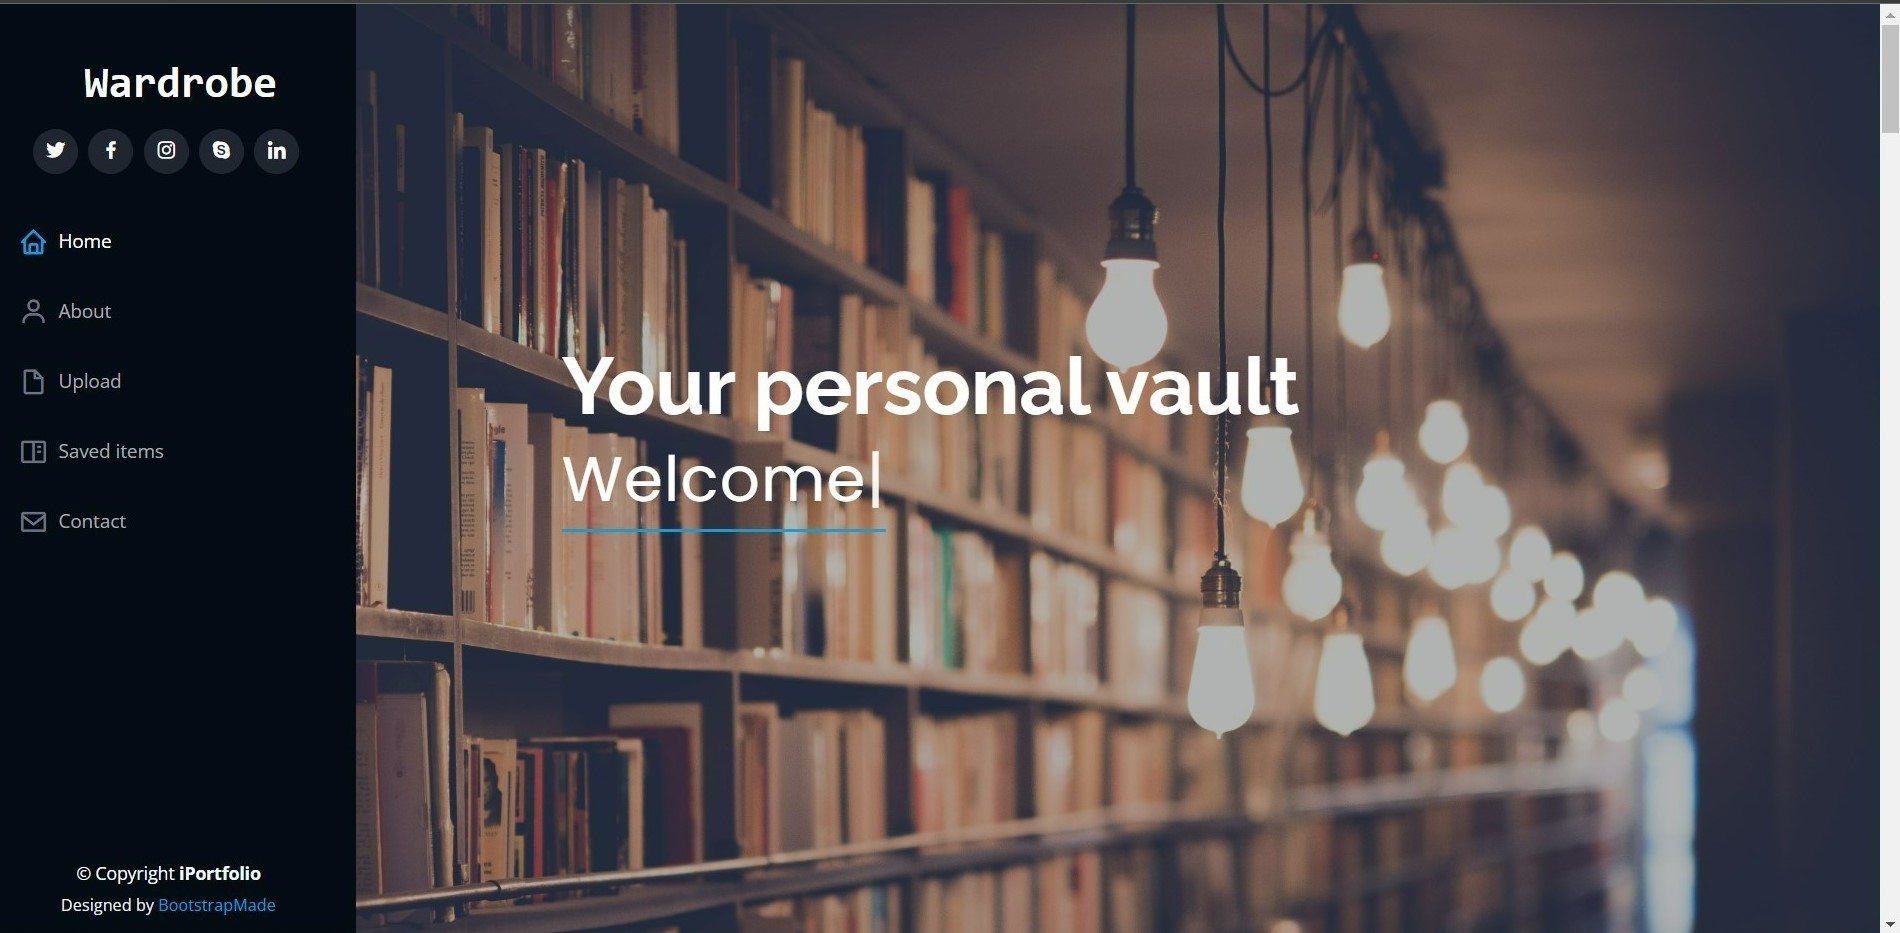 Wardrobe
Home
About
Upload
Saved items
Contact
© Copyright iPortfolio
Designed by BootstrapMade
Your personal vault
Welcome|